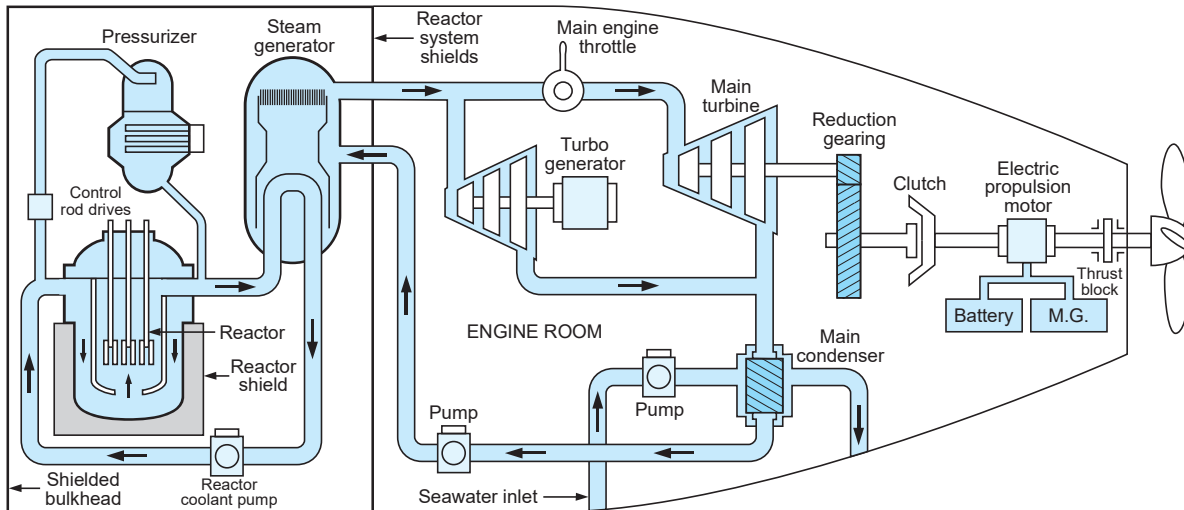 Pressurizer
Steam
generator
Reactor
system
shields
Main engine
throttle
Main
turbine
Reduction
gearing
Turbo
generator
Clutch
Electric
propulsion
motor
Control
rod drives
Thrust
block
Battery
M.G.
Reactor
ENGINE ROOM
Main
condenser
Reactor
shield
Pump
Pump
Shielded
bulkhead
Reactor
coolant pump
Seawater inlet